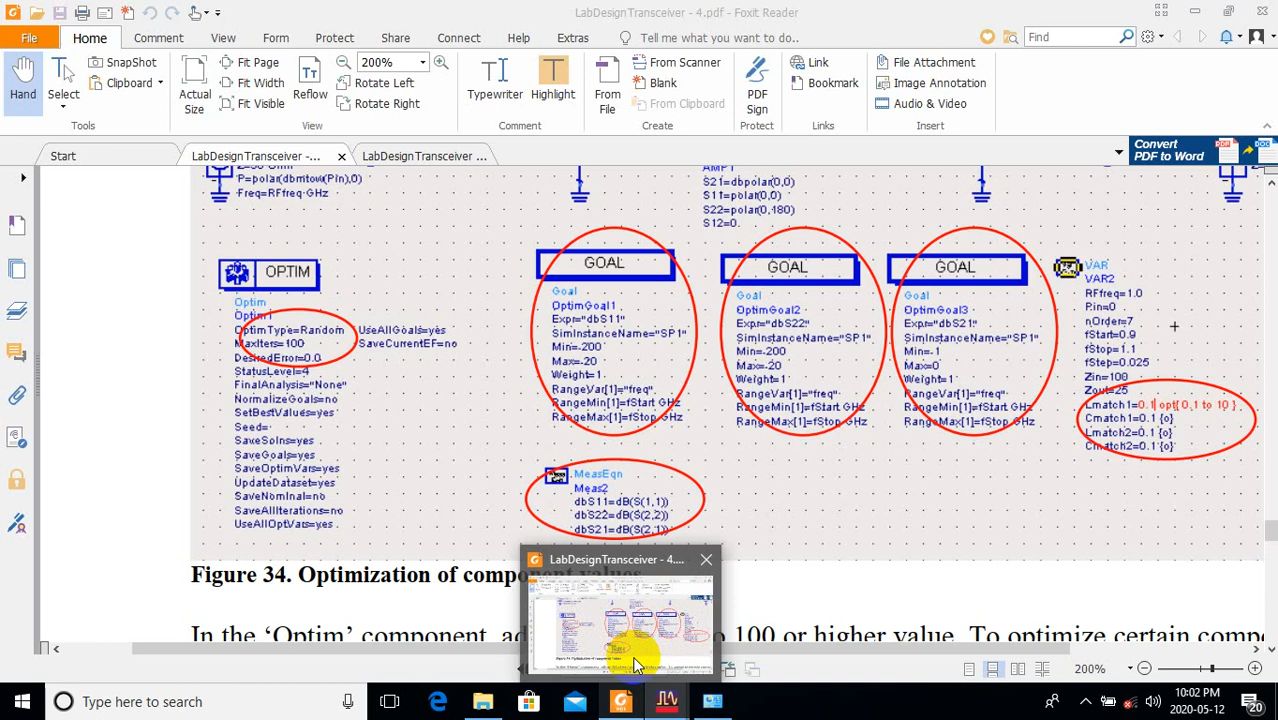 LabDesignTransceiver - 4.pdf - Foxit Reader
File
Home
Comment
View
Form
Protect
Share
Connect
Help
Extras
Tell me what you want to do..
Find
Hand
Select
SnapShot
Clipboard
Tools
Actual
Size
Fit Page
Fit Width
Fit Visible
Reflow
200%
Rotate Left
Rotate Right
View
Typewriter
Highlight
Comment
From
File
From Scanner
Blank
From Clipboard
Create
PDF
Sign
Protect
Link
Bookmark
Links
File Attachment
Image Annotation
Audio & Video
Insert
Start
LabDesignTransceiver -...
LabDesignTransceiver ...
Convert
PDF to Word
P=polar(dbmtow(Pin),0)
Freq=RFfreq GHz
AMP1
S21=dbpolar(0,0)
S11=polar(0,0)
S22=polar(0,180)
S12=0.
OPTIM
Optim
Optim1
OptimType=Random
MaxIters=100
DesiredError=0.0
StatusLevel=4
FinalAnalysis="None"
NormalizeGoals=no
SetBestValues=yes
Seed=
SaveSolns=yes
SaveGoals=yes
SaveOptimVars=yes
UpdateDataset=yes
SaveNominal=no
SaveAllIterations=no
UseAllOptVars=yes
UseAllGoals=yes
SaveCurrentEF=no
GOAL
Goal
OptimGoal1
Expr="dbS11"
SimInstanceName="SP1"
Min=-200
Max=-20
Weight=1
RangeVar[1]="freq"
RangeMin[1]=fStart GHz
RangeMax[1]=fStop GHz
GOAL
Goal
OptimGoal2
Expr="dbS22"
SimInstanceName="SP1"
Min=-200
Max=-20
Weight=1
RangeVar[1]="freq"
RangeMin[1]=fStart GHz
RangeMax[1]=fStop GHz
GOAL
Goal
OptimGoal3
Expr="dbS21"
SimInstanceName="SP1"
Min=-1
Max=0
Weight=1
RangeVar[1]="freq"
RangeMin[1]=fStart GHz
RangeMax[1]=fStop GHz
VAR
VAR2
RFfreq=1.0
Pin=0
nOrder=7
fStart=0.9
fStop=1.1
fStep=0.025
Zin=100
Zout=25
Lmatch1=0.1 opt{ 0.1 to 10 }
Cmatch1=0.1 {o}
Lmatch2=0.1 {o}
Cmatch2=0.1 {o}
MeasEqn
Meas2
dbS11=dB(S(1,1))
dbS22=dB(S(2,2))
dbS21=dB(S(2,1))
LabDesignTransceiver - 4....
Figure 34. Optimization of component values
In the 'Optim' component, ad to 100 or higher value. To optimize certain comp
200%
Type here to search
10:02 PM
2020-05-12
20